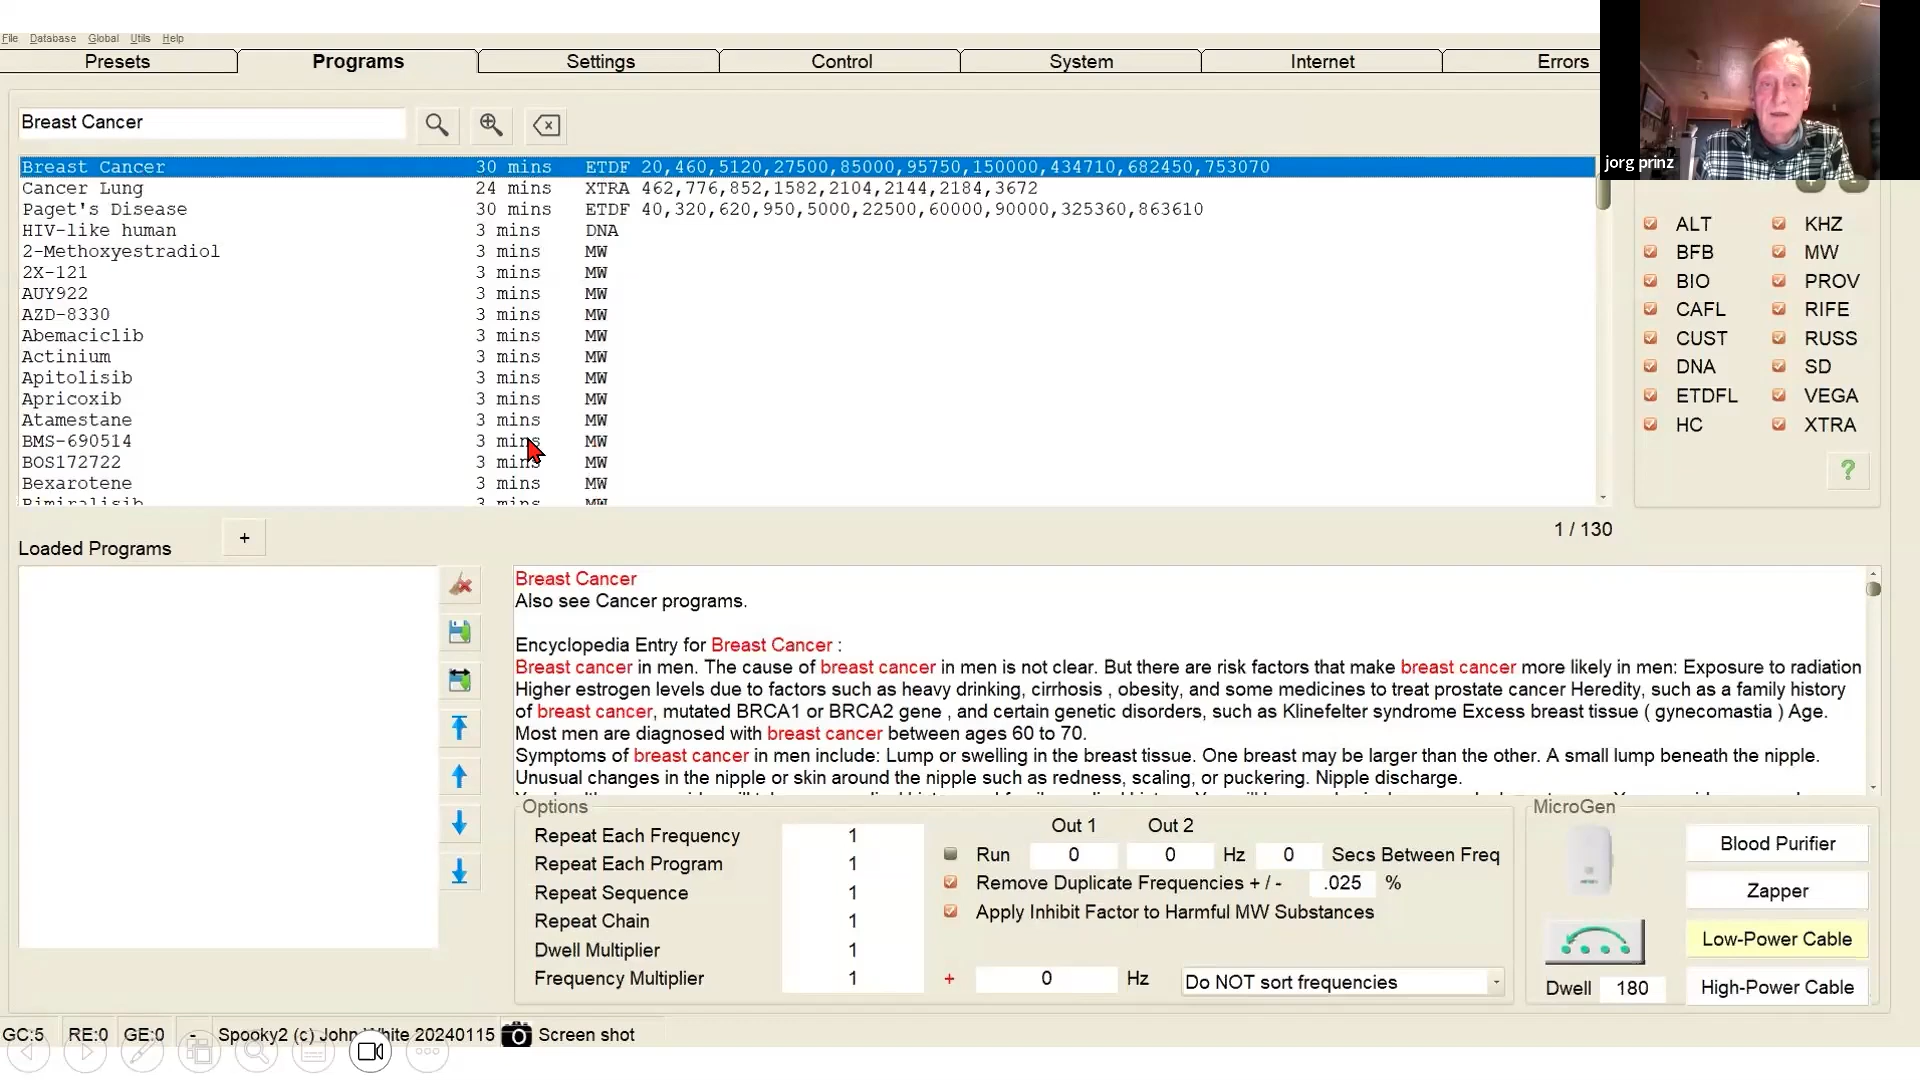 File Database Global Utils Help
Presets Programs Settings Control System Internet Errors
jorg prinz
Breast Cancer
Breast Cancer 30 mins ETDF 20,460,5120,27500,85000,95750,150000,434710,682450,753070
Cancer Lung 24 mins XTRA 462,776,852,1582,2104,2144,2184,3672
Paget's Disease 30 mins ETDF 40,320,620,950,5000,22500,60000,90000,325360,863610
HIV-like human 3 mins DNA
2-Methoxyestradiol 3 mins MW
2X-121 3 mins MW
AUY922 3 mins MW
AZD-8330 3 mins MW
Abemaciclib 3 mins MW
Actinium 3 mins MW
Apitolisib 3 mins MW
Apricoxib 3 mins MW
Atamestane 3 mins MW
BMS-690514 3 mins MW
BOS172722 3 mins MW
Bexarotene 3 mins MW
Bimiralisib 3 mins MW
ALT KHZ
BFB MW
BIO PROV
CAFL RIFE
CUST RUSS
DNA SD
ETDFL VEGA
HC XTRA
?
1 / 130
Loaded Programs +
Breast Cancer
Also see Cancer programs.
Encyclopedia Entry for Breast Cancer :
Breast cancer in men. The cause of breast cancer in men is not clear. But there are risk factors that make breast cancer more likely in men: Exposure to radiation
Higher estrogen levels due to factors such as heavy drinking, cirrhosis , obesity, and some medicines to treat prostate cancer Heredity, such as a family history
of breast cancer, mutated BRCA1 or BRCA2 gene , and certain genetic disorders, such as Klinefelter syndrome Excess breast tissue ( gynecomastia ) Age.
Most men are diagnosed with breast cancer between ages 60 to 70.
Symptoms of breast cancer in men include: Lump or swelling in the breast tissue. One breast may be larger than the other. A small lump beneath the nipple.
Unusual changes in the nipple or skin around the nipple such as redness, scaling, or puckering. Nipple discharge.
Options
Out 1 Out 2
Repeat Each Frequency 1
Repeat Each Program 1
Repeat Sequence 1
Repeat Chain 1
Dwell Multiplier 1
Frequency Multiplier 1
Run 0 0 Hz 0 Secs Between Freq
Remove Duplicate Frequencies + / - .025 %
Apply Inhibit Factor to Harmful MW Substances
+ 0 Hz Do NOT sort frequencies
MicroGen
Blood Purifier
Zapper
Low-Power Cable
High-Power Cable
Dwell 180
GC:5 RE:0 GE:0 - Spooky2 (c) John White 20240115 Screen shot